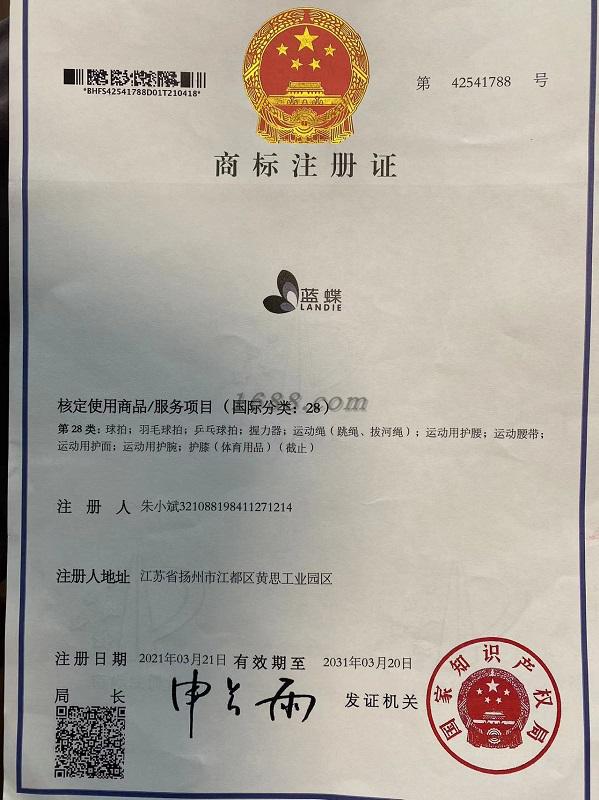 *BHFS42541788D01T210418*
第 42541788 号
商标注册证
蓝蝶
LANDIE
1688.com
核定使用商品/服务项目（国际分类：28）
第 28 类：球拍；羽毛球拍；乒乓球拍；握力器；运动绳（跳绳、拔河绳）；运动用护腰；运动腰带；
运动用护面；运动用护腕；护膝（体育用品）（截止）
注册人 朱小斌321088198411271214
注册人地址 江苏省扬州市江都区黄思工业园区
注册日期 2021年03月21日 有效期至 2031年03月20日
局长 申长雨 发证机关
国家知识产权局